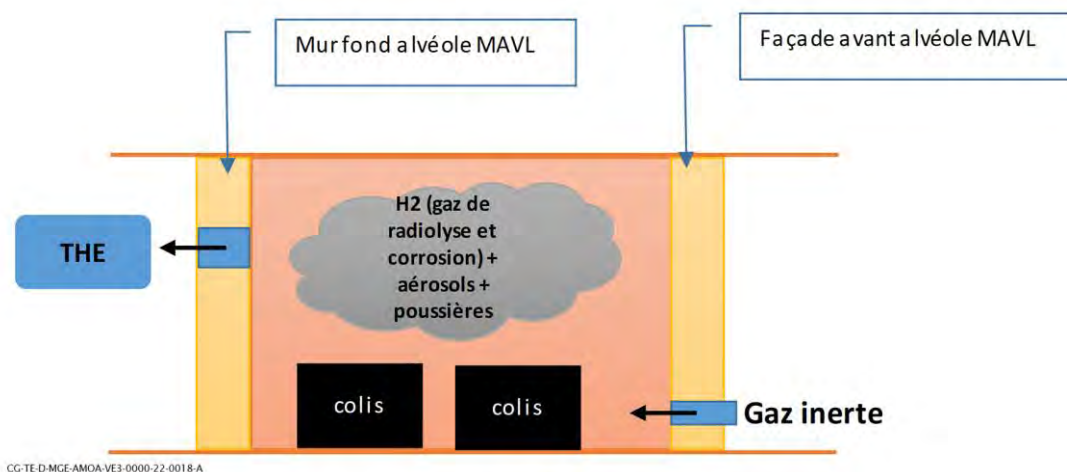 Mur fond alvéole MAVL
Façade avant alvéole MAVL
H2 (gaz de
radiolyse et
corrosion) +
aérosols +
poussières
THE
colis
colis
Gaz inerte
CG-TE-D-MGE-AMOA-VE3-0000-22-0018-A